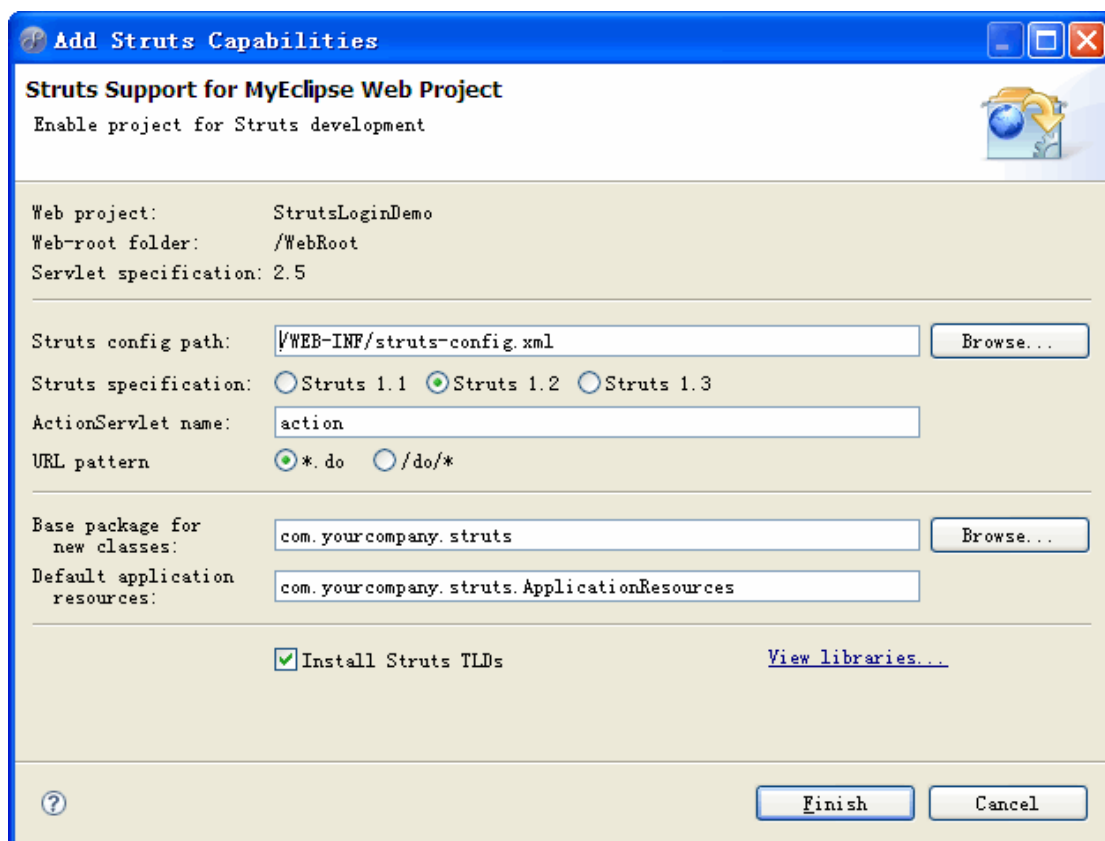 Add Struts Capabilities
Struts Support for MyEclipse Web Project
Enable project for Struts development
Web project: StrutsLoginDemo
Web-root folder: /WebRoot
Servlet specification: 2.5
Struts config path: /WEB-INF/struts-config.xml Browse...
Struts specification: Struts 1.1 Struts 1.2 Struts 1.3
ActionServlet name: action
URL pattern *.do /do/*
Base package for
new classes: com.yourcompany.struts Browse...
Default application
resources: com.yourcompany.struts.ApplicationResources
Install Struts TLDs View libraries...
? Finish Cancel